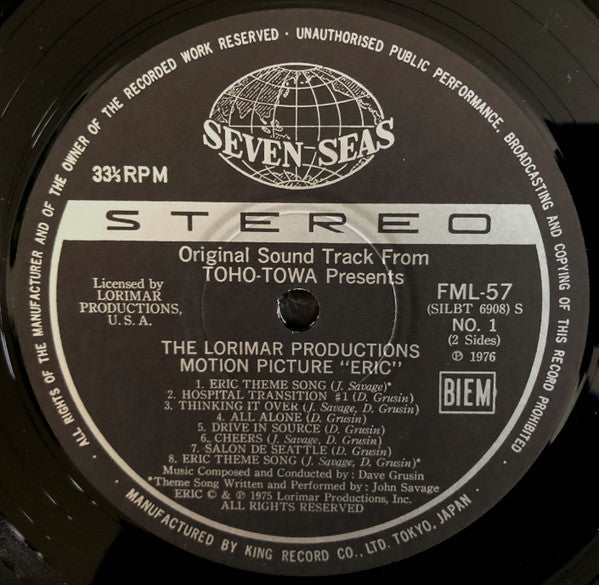 ALL RIGHTS OF THE MANUFACTURER AND OF THE OWNER OF THE RECORDED WORK RESERVED · UNAUTHORISED PUBLIC PERFORMANCE, BROADCASTING AND COPYING OF THIS RECORD PROHIBITED
SEVEN-SEAS
33⅓RPM
STEREO
Original Sound Track From
TOHO-TOWA Presents
Licensed by
LORIMAR
PRODUCTIONS,
U.S.A.
FML-57
(SILBT 6908) S
NO. 1
(2 Sides)
Ⓟ 1976
BIEM
THE LORIMAR PRODUCTIONS
MOTION PICTURE "ERIC"
1. ERIC THEME SONG (J. Savage)*
2. HOSPITAL TRANSITION #1 (D. Grusin)
3. THINKING IT OVER (J. Savage, D. Grusin)
4. ALL ALONE (D. Grusin)
5. DRIVE IN SOURCE (D. Grusin)
6. CHEERS (J. Savage, D. Grusin)
7. SALON DE SEATTLE (D. Grusin)
8. ERIC THEME SONG (J. Savage, D. Grusin)
Music Composed and Conducted by : Dave Grusin
*Theme Song Written and Performed by : John Savage
ERIC © & Ⓟ 1975 Lorimar Productions, Inc.
ALL RIGHTS RESERVED
· MANUFACTURED BY KING RECORD CO., LTD. TOKYO, JAPAN ·